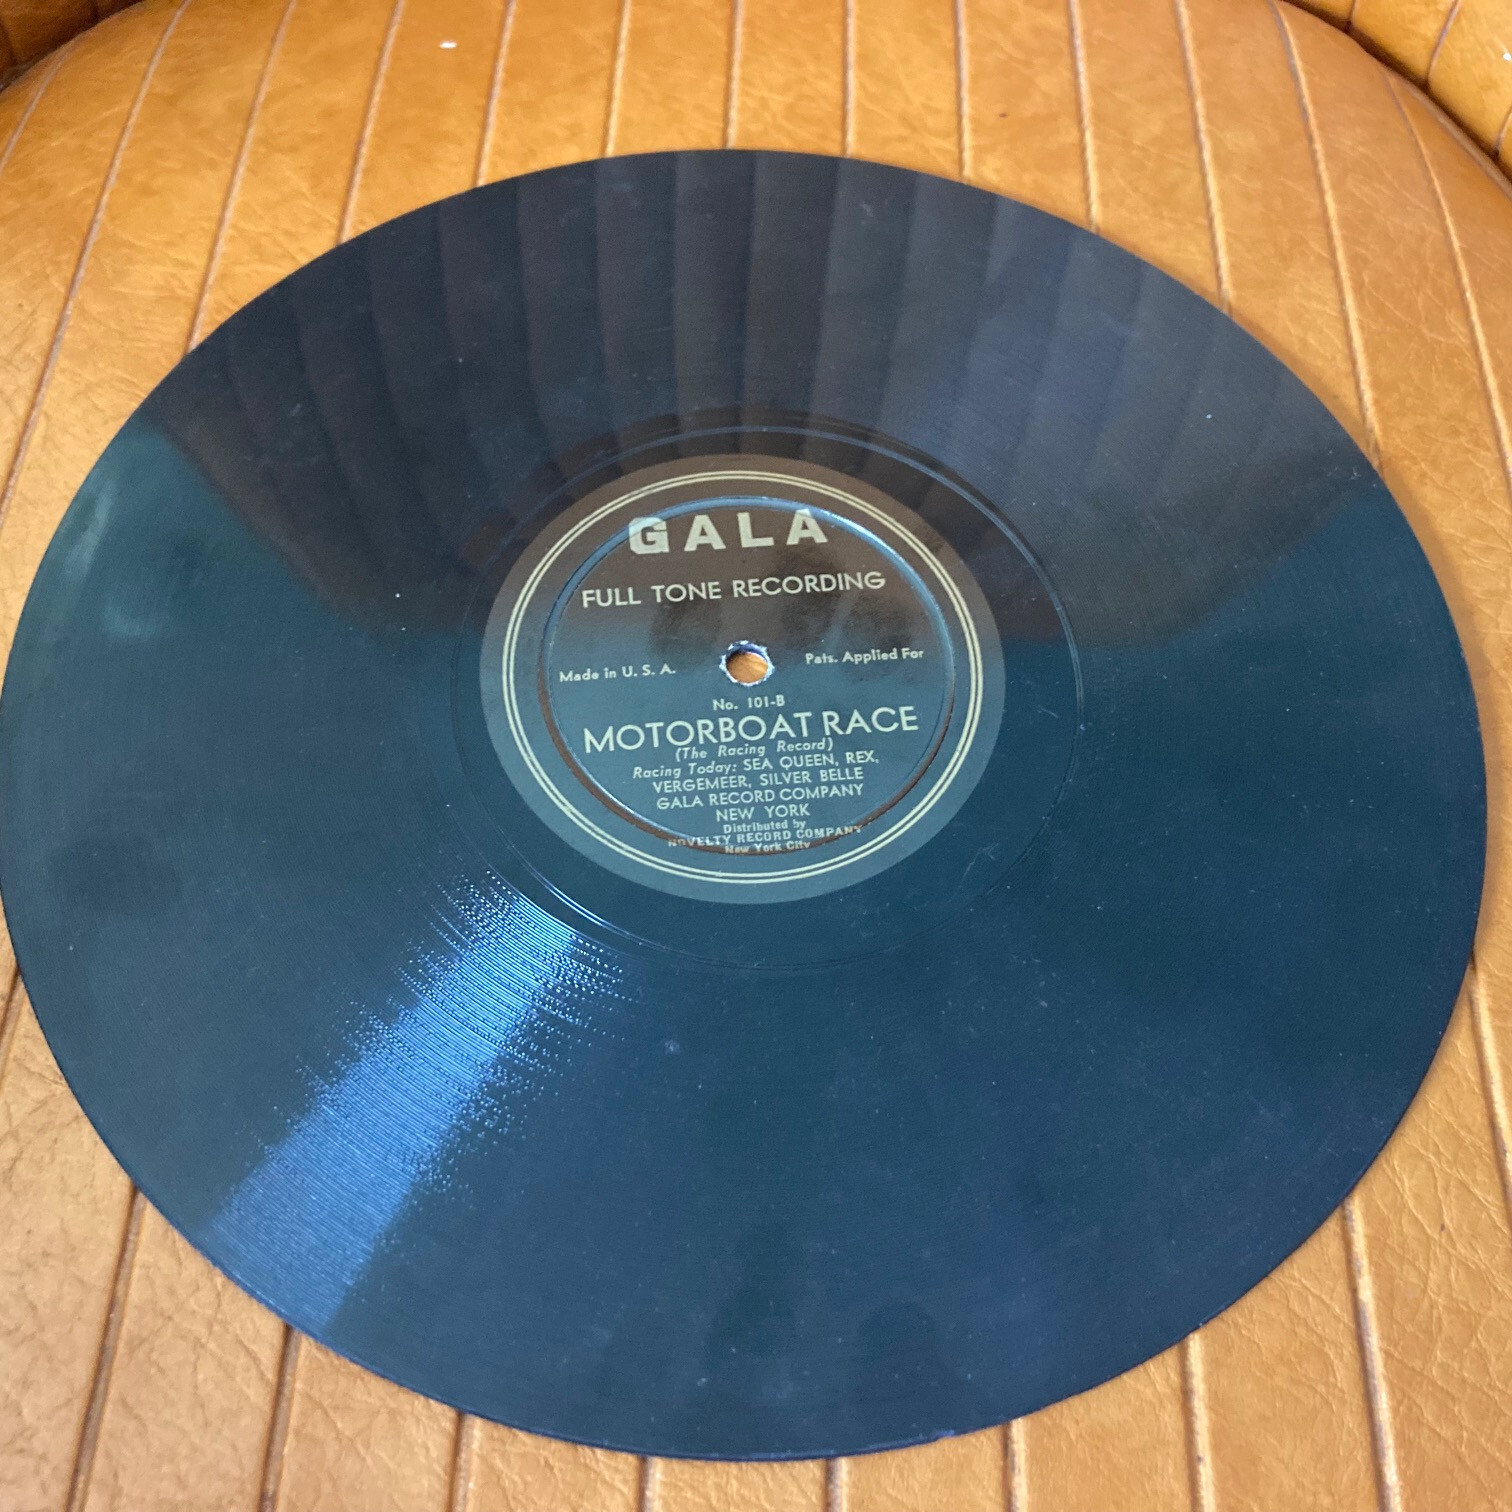 GALA
FULL TONE RECORDING
Made in U. S. A. Pats. Applied For
No. 101-B
MOTORBOAT RACE
(The Racing Record)
Racing Today: SEA QUEEN, REX,
VERGEMEER, SILVER BELLE
GALA RECORD COMPANY
NEW YORK
Distributed by
NOVELTY RECORD COMPANY
New York City